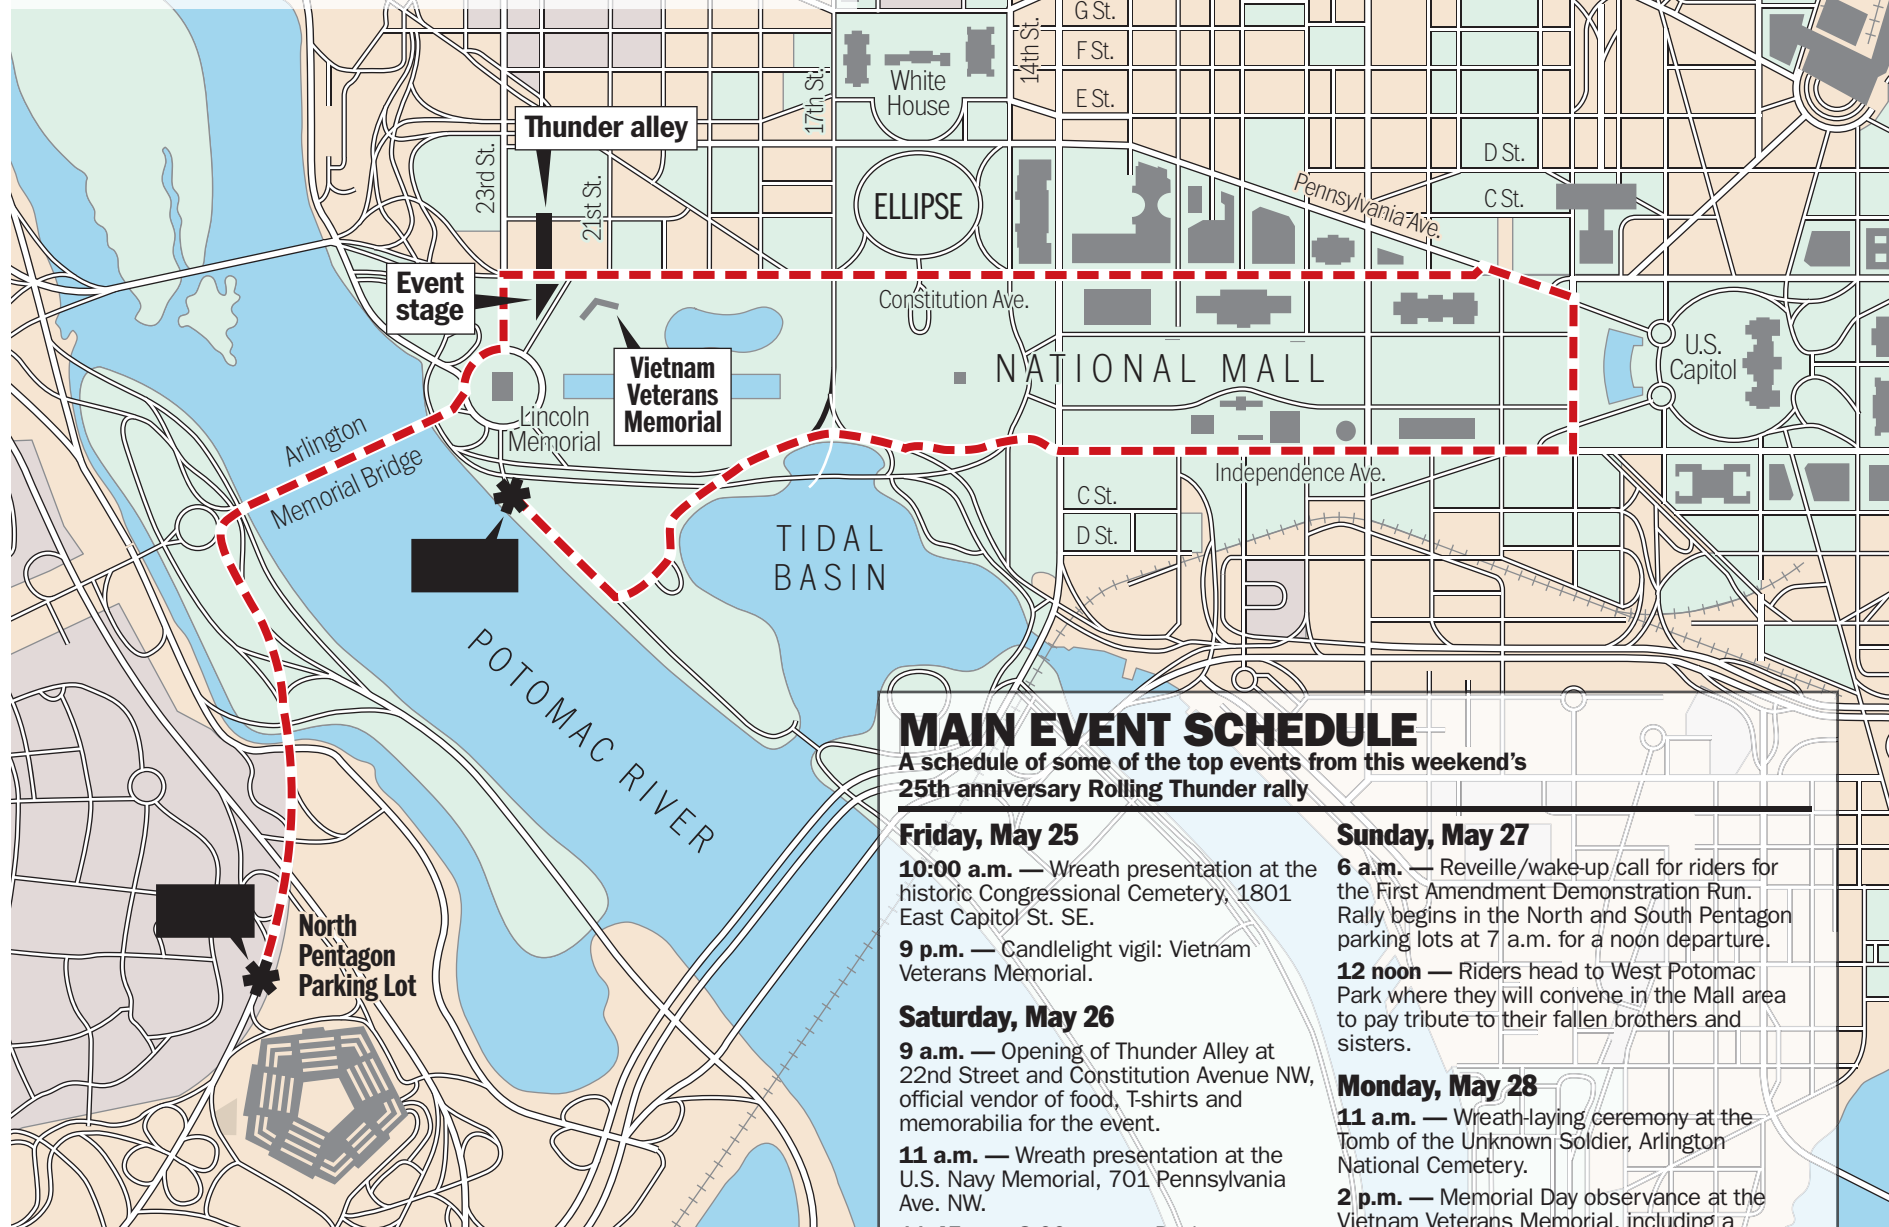 G St.
F St.
E St.
14th St.
17th St.
White
House
Thunder alley
23rd St.
21st St.
D St.
C St.
Pennsylvania Ave.
ELLIPSE
Event
stage
Constitution Ave.
Vietnam
Veterans
Memorial
NATIONAL MALL
U.S.
Capitol
Lincoln
Memorial
Arlington
Memorial Bridge
Independence Ave.
C St.
D St.
TIDAL
BASIN
POTOMAC RIVER
North
Pentagon
Parking Lot
MAIN EVENT SCHEDULE
A schedule of some of the top events from this weekend's
25th anniversary Rolling Thunder rally
Friday, May 25
10:00 a.m. — Wreath presentation at the
historic Congressional Cemetery, 1801
East Capitol St. SE.
9 p.m. — Candlelight vigil: Vietnam
Veterans Memorial.
Saturday, May 26
9 a.m. — Opening of Thunder Alley at
22nd Street and Constitution Avenue NW,
official vendor of food, T-shirts and
memorabilia for the event.
11 a.m. — Wreath presentation at the
U.S. Navy Memorial, 701 Pennsylvania
Ave. NW.
Sunday, May 27
6 a.m. — Reveille/wake-up call for riders for
the First Amendment Demonstration Run.
Rally begins in the North and South Pentagon
parking lots at 7 a.m. for a noon departure.
12 noon — Riders head to West Potomac
Park where they will convene in the Mall area
to pay tribute to their fallen brothers and
sisters.
Monday, May 28
11 a.m. — Wreath-laying ceremony at the
Tomb of the Unknown Soldier, Arlington
National Cemetery.
2 p.m. — Memorial Day observance at the
Vietnam Veterans Memorial, including a